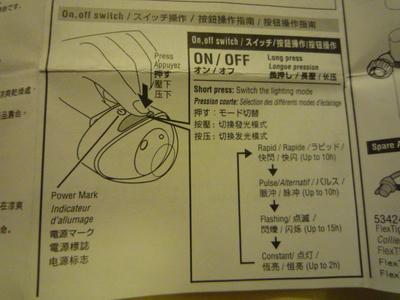 On,off switch / スイッチ操作 / 按鈕操作指南 / 按钮操作指南
Press
Appuyez
押す
壓下
压下
Power Mark
Indicateur
d'allumage
電源マーク
電源標誌
电源标志
On,off switch / スイッチ/按鈕操作/按钮操作
ON/OFF
オン/オフ
Long press
Longue pression
長押し/長壓/长压
Short press: Switch the lighting mode
Pression courte: Sélection des différents modes d'éclairage
押す:モード切替
按壓:切換發光模式
按压:切换发光模式
Rapid / Rapide / ラピッド/
快閃 / 快闪 (Up to 10h)
Pulse/Alternatif / パルス/
脈沖 / 脉冲 (Up to 10h)
Flashing/ 点滅 /
閃爍 / 闪烁 (Up to 15h)
Constant/ 点灯 /
恆亮 / 恒亮 (Up to 2h)
Spare A
53424
FlexTig
Collie
Flex
Flex